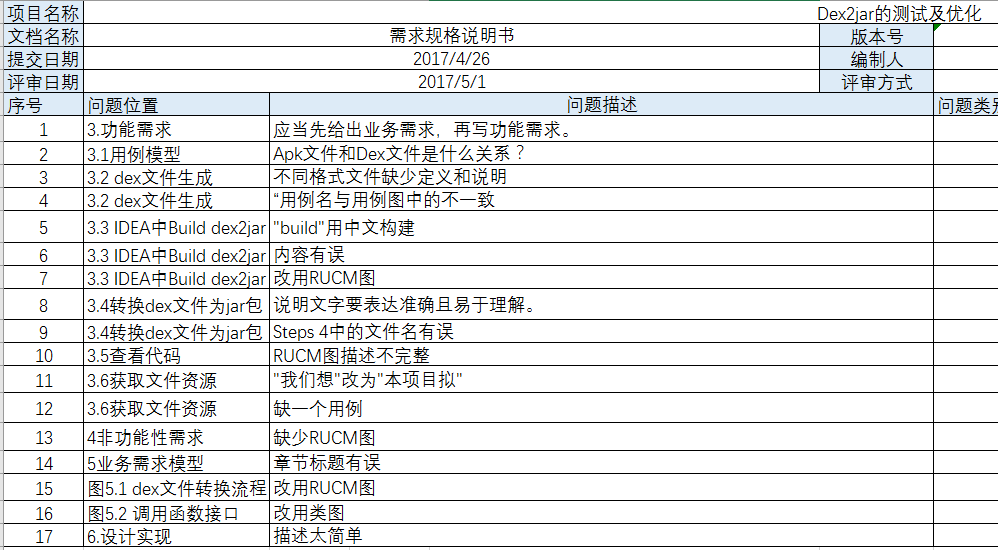 项目名称 Dex2jar的测试及优化
文档名称 需求规格说明书 版本号
提交日期 2017/4/26 编制人
评审日期 2017/5/1 评审方式
序号 问题位置 问题描述 问题类别
1 3.功能需求 应当先给出业务需求，再写功能需求。
2 3.1用例模型 Apk文件和Dex文件是什么关系？
3 3.2 dex文件生成 不同格式文件缺少定义和说明
4 3.2 dex文件生成 “用例名与用例图中的不一致
5 3.3 IDEA中Build dex2jar "build"用中文构建
6 3.3 IDEA中Build dex2jar 内容有误
7 3.3 IDEA中Build dex2jar 改用RUCM图
8 3.4转换dex文件为jar包 说明文字要表达准确且易于理解。
9 3.4转换dex文件为jar包 Steps 4中的文件名有误
10 3.5查看代码 RUCM图描述不完整
11 3.6获取文件资源 "我们想"改为"本项目拟"
12 3.6获取文件资源 缺一个用例
13 4非功能性需求 缺少RUCM图
14 5业务需求模型 章节标题有误
15 图5.1 dex文件转换流程 改用RUCM图
16 图5.2 调用函数接口 改用类图
17 6.设计实现 描述太简单